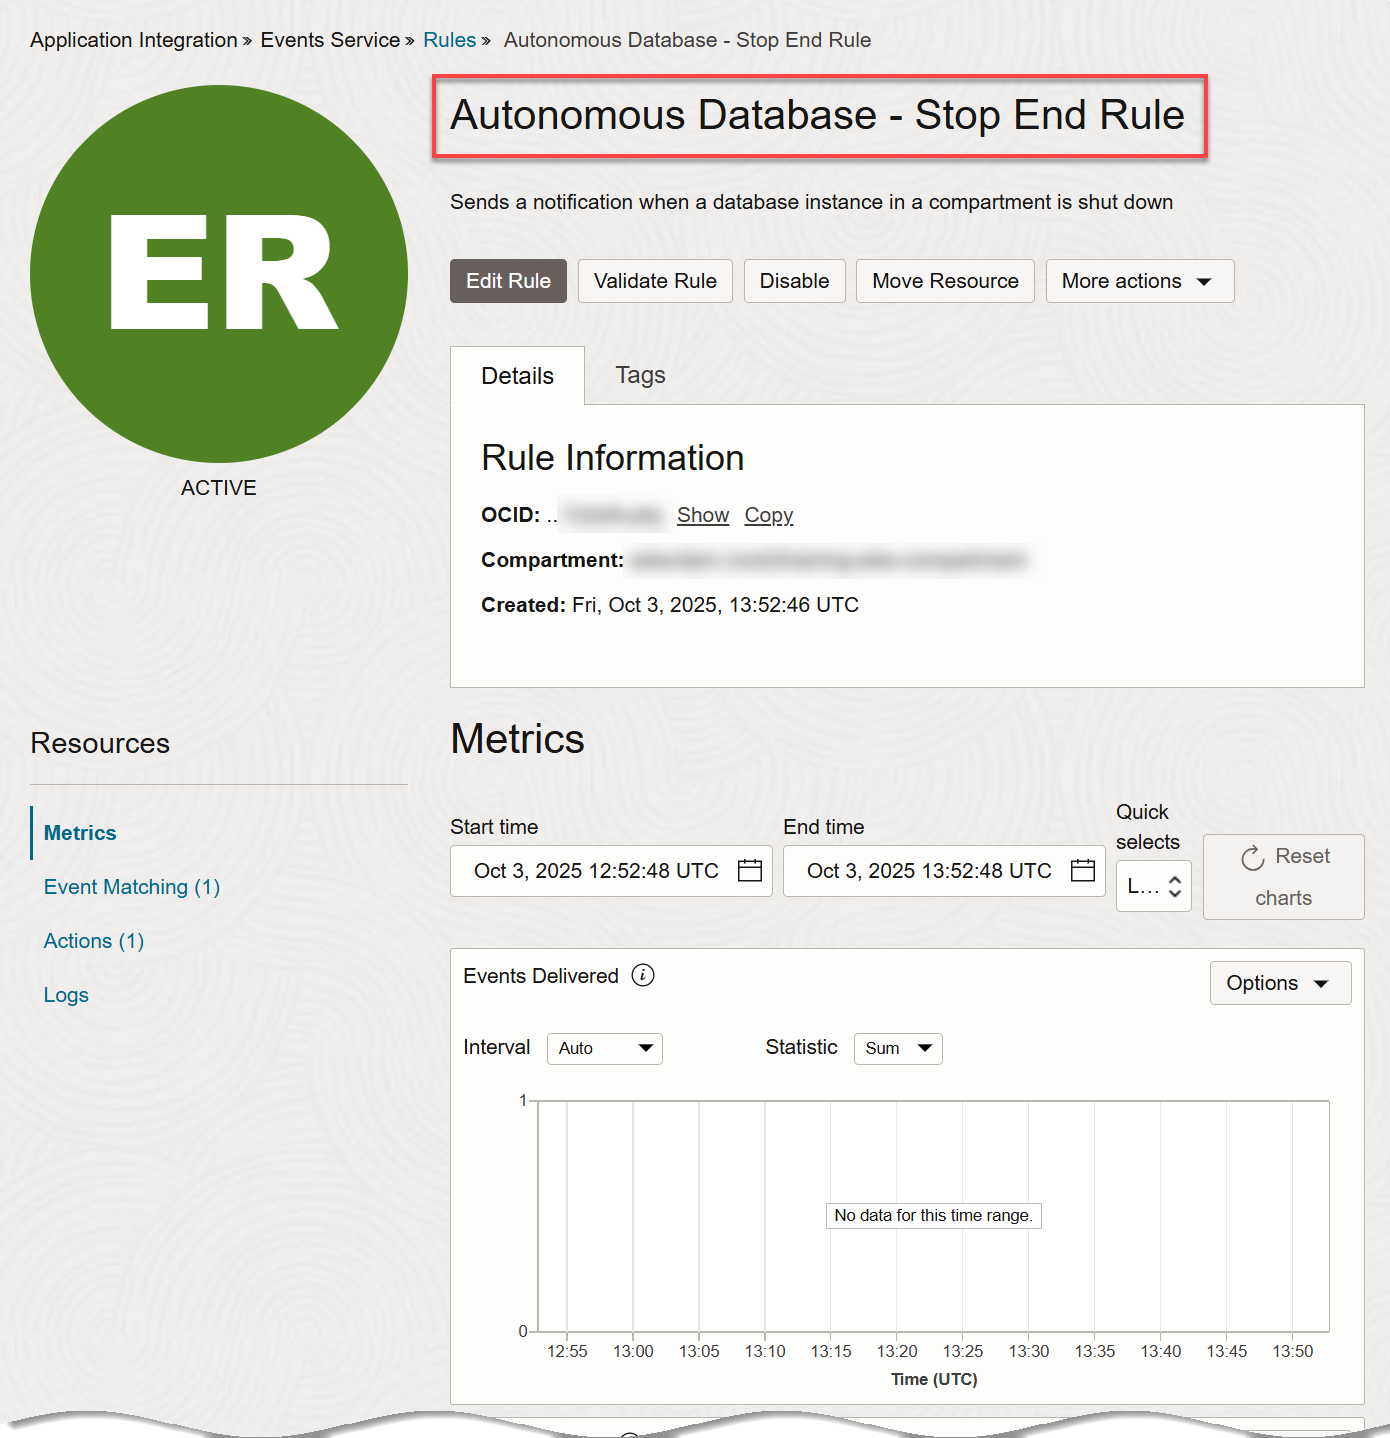 Application Integration » Events Service » Rules » Autonomous Database - Stop End Rule
ER
ACTIVE
Autonomous Database - Stop End Rule
Sends a notification when a database instance in a compartment is shut down
Edit Rule Validate Rule Disable Move Resource More actions
Details Tags
Rule Information
OCID: .. Show Copy
Compartment:
Created: Fri, Oct 3, 2025, 13:52:46 UTC
Resources
Metrics
Event Matching (1)
Actions (1)
Logs
Metrics
Start time End time Quick selects
Oct 3, 2025 12:52:48 UTC Oct 3, 2025 13:52:48 UTC L... Reset charts
Events Delivered i Options
Interval Auto Statistic Sum
1
No data for this time range.
0
12:55 13:00 13:05 13:10 13:15 13:20 13:25 13:30 13:35 13:40 13:45 13:50
Time (UTC)